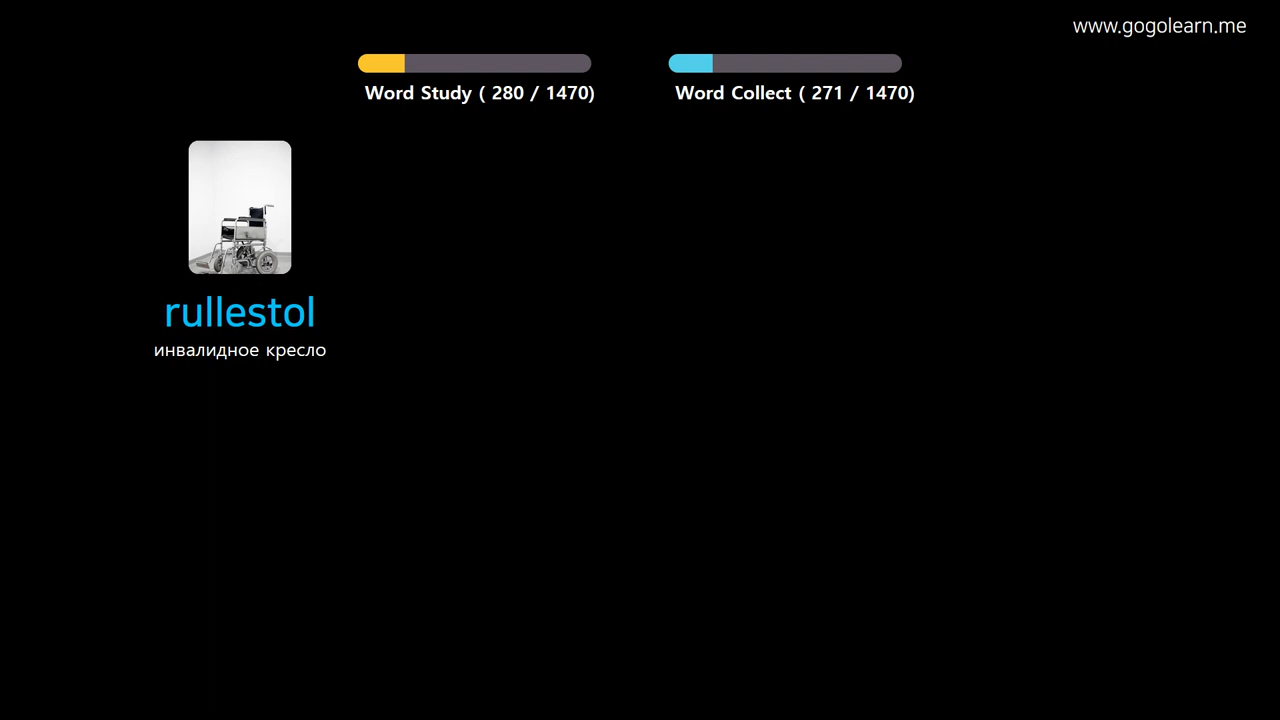 www.gogolearn.me
Word Study ( 280 / 1470)
Word Collect ( 271 / 1470)
rullestol
инвалидное кресло